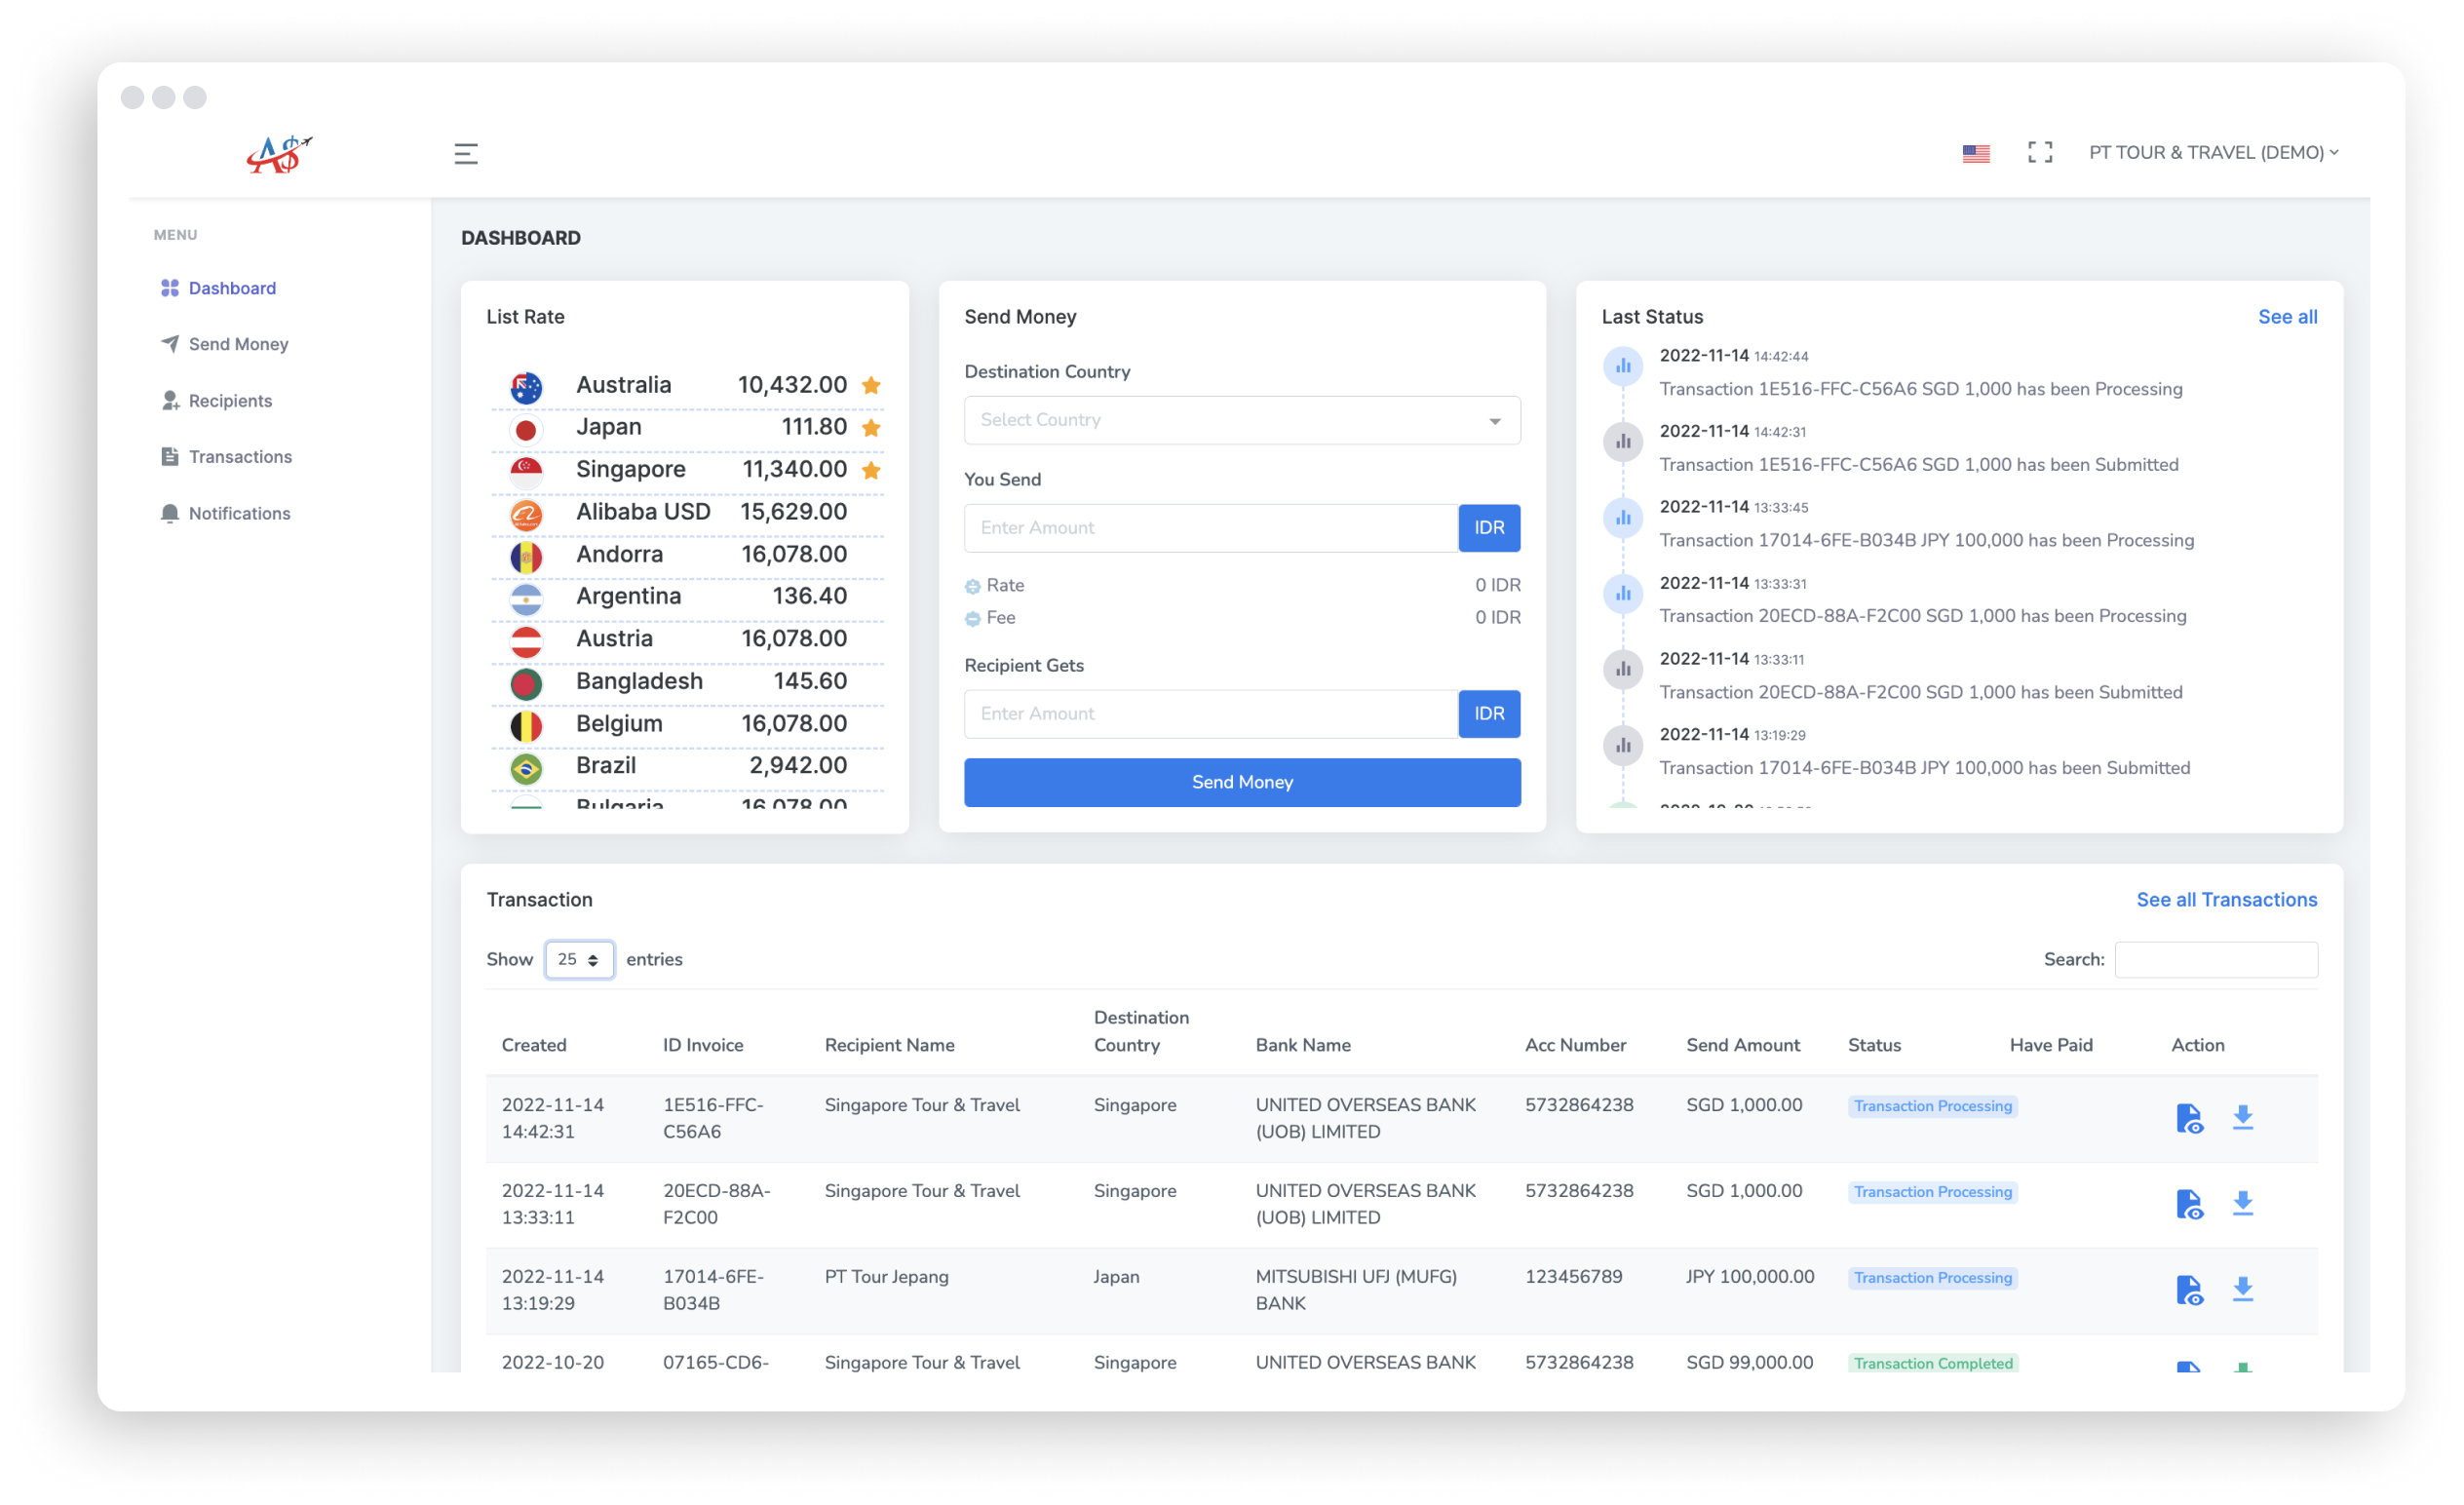 A$
PT TOUR & TRAVEL (DEMO)
MENU
Dashboard
Send Money
Recipients
Transactions
Notifications
DASHBOARD
List Rate
Australia 10,432.00
Japan 111.80
Singapore 11,340.00
Alibaba USD 15,629.00
Andorra 16,078.00
Argentina 136.40
Austria 16,078.00
Bangladesh 145.60
Belgium 16,078.00
Brazil 2,942.00
Bulgaria 16,078.00
Send Money
Destination Country
Select Country
You Send
Enter Amount IDR
Rate 0 IDR
Fee 0 IDR
Recipient Gets
Enter Amount IDR
Send Money
Last Status See all
2022-11-14 14:42:44
Transaction 1E516-FFC-C56A6 SGD 1,000 has been Processing
2022-11-14 14:42:31
Transaction 1E516-FFC-C56A6 SGD 1,000 has been Submitted
2022-11-14 13:33:45
Transaction 17014-6FE-B034B JPY 100,000 has been Processing
2022-11-14 13:33:31
Transaction 20ECD-88A-F2C00 SGD 1,000 has been Processing
2022-11-14 13:33:11
Transaction 20ECD-88A-F2C00 SGD 1,000 has been Submitted
2022-11-14 13:19:29
Transaction 17014-6FE-B034B JPY 100,000 has been Submitted
Transaction See all Transactions
Show 25 entries Search:
Destination
Created ID Invoice Recipient Name Country Bank Name Acc Number Send Amount Status Have Paid Action
2022-11-14 1E516-FFC- Singapore Tour & Travel Singapore UNITED OVERSEAS BANK 5732864238 SGD 1,000.00 Transaction Processing
14:42:31 C56A6 (UOB) LIMITED
2022-11-14 20ECD-88A- Singapore Tour & Travel Singapore UNITED OVERSEAS BANK 5732864238 SGD 1,000.00 Transaction Processing
13:33:11 F2C00 (UOB) LIMITED
2022-11-14 17014-6FE- PT Tour Jepang Japan MITSUBISHI UFJ (MUFG) 123456789 JPY 100,000.00 Transaction Processing
13:19:29 B034B BANK
2022-10-20 07165-CD6- Singapore Tour & Travel Singapore UNITED OVERSEAS BANK 5732864238 SGD 99,000.00 Transaction Completed